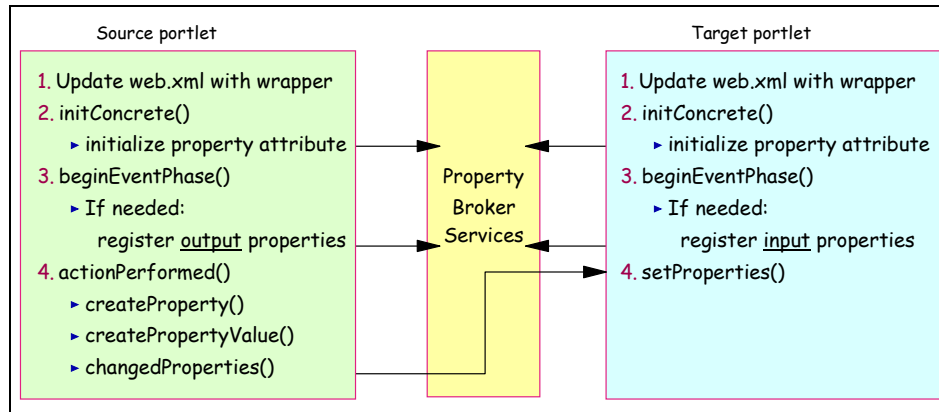 Source portlet
1. Update web.xml with wrapper
2. initConcrete()
▸ initialize property attribute
3. beginEventPhase()
▸ If needed:
register output properties
4. actionPerformed()
▸ createProperty()
▸ createPropertyValue()
▸ changedProperties()
Property
Broker
Services
Target portlet
1. Update web.xml with wrapper
2. initConcrete()
▸ initialize property attribute
3. beginEventPhase()
▸ If needed:
register input properties
4. setProperties()